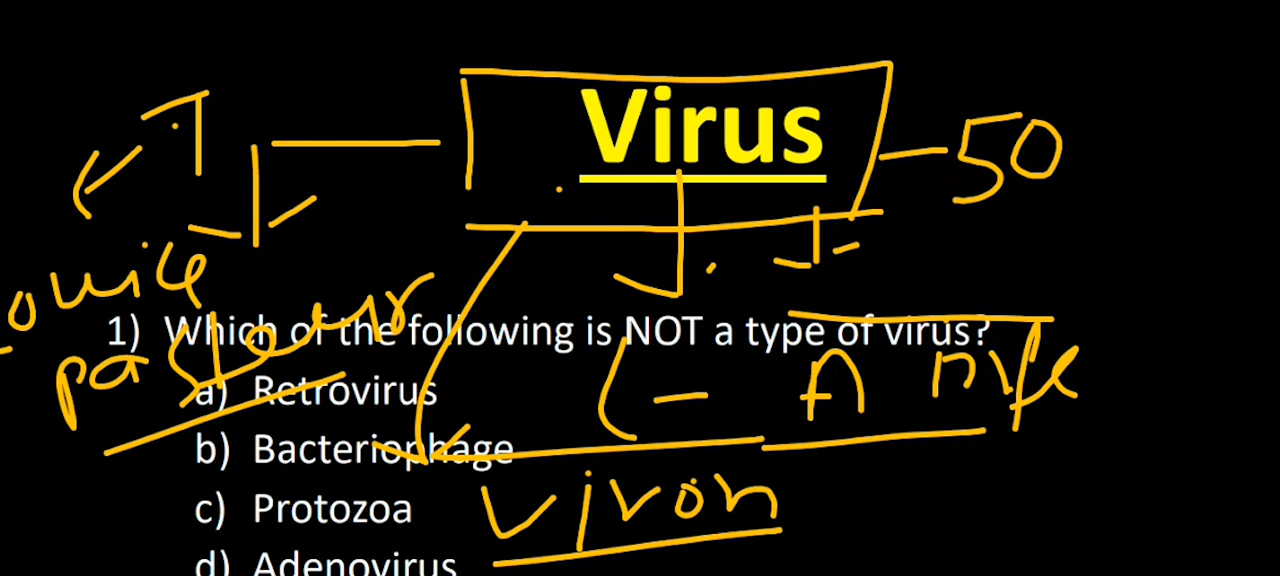 Virus
50
1) Which of the following is NOT a type of virus?
pasteur
a) Retrovirus
b) Bacteriophage
viron
c) Protozoa
d) Adenovirus